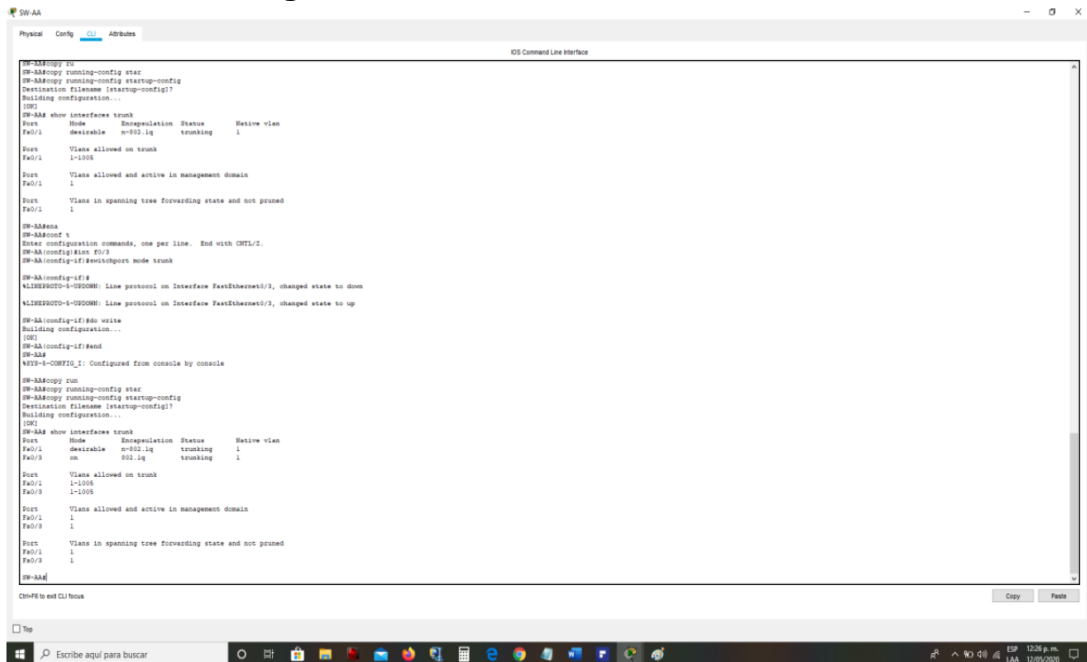 SW-AA
Physical Config CLI Attributes
IOS Command Line Interface
SW-AA#copy ru
SW-AA#copy running-config star
SW-AA#copy running-config startup-config
Destination filename [startup-config]?
Building configuration...
[OK]
SW-AA# show interfaces trunk
Port Mode Encapsulation Status Native vlan
Fa0/1 desirable n-802.1q trunking 1
Port Vlans allowed on trunk
Fa0/1 1-1005
Port Vlans allowed and active in management domain
Fa0/1 1
Port Vlans in spanning tree forwarding state and not pruned
Fa0/1 1
SW-AA#ena
SW-AA#conf t
Enter configuration commands, one per line. End with CNTL/Z.
SW-AA(config)#int f0/3
SW-AA(config-if)#switchport mode trunk
SW-AA(config-if)#
%LINEPROTO-5-UPDOWN: Line protocol on Interface FastEthernet0/3, changed state to down
%LINEPROTO-5-UPDOWN: Line protocol on Interface FastEthernet0/3, changed state to up
SW-AA(config-if)#do write
Building configuration...
[OK]
SW-AA(config-if)#end
SW-AA#
%SYS-5-CONFIG_I: Configured from console by console
SW-AA#copy run
SW-AA#copy running-config star
SW-AA#copy running-config startup-config
Destination filename [startup-config]?
Building configuration...
[OK]
SW-AA# show interfaces trunk
Port Mode Encapsulation Status Native vlan
Fa0/1 desirable n-802.1q trunking 1
Fa0/3 on 802.1q trunking 1
Port Vlans allowed on trunk
Fa0/1 1-1005
Fa0/3 1-1005
Port Vlans allowed and active in management domain
Fa0/1 1
Fa0/3 1
Port Vlans in spanning tree forwarding state and not pruned
Fa0/1 1
Fa0/3 1
SW-AA#
Ctrl+F6 to exit CLI focus
Copy Paste
Top
Escribe aquí para buscar
ESP 12:26 p. m.
LAA 12/05/2020